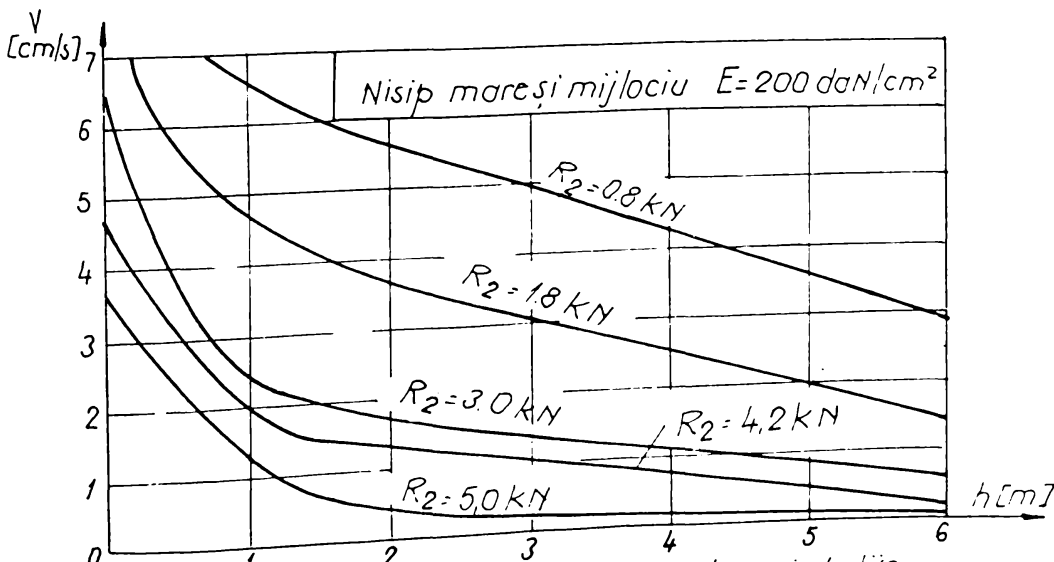 V
[cm/s]
7
Nisip mare și mijlociu E=200 daN/cm²
6
R2=0.8 kN
5
4
R2=1.8 kN
3
R2=3.0 kN
2
R2=4,2 kN
1
R2=5,0 kN
h[m]
0 1 2 3 4 5 6